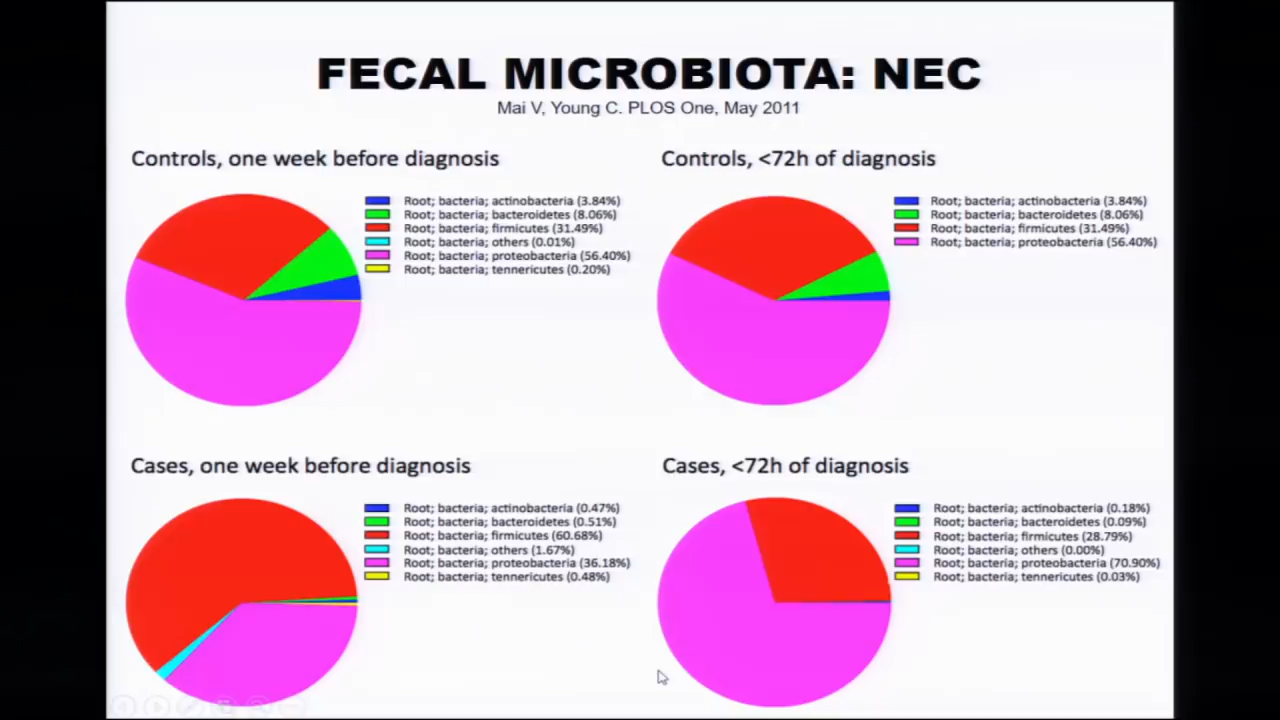 FECAL MICROBIOTA: NEC
Mai V, Young C. PLOS One, May 2011
Controls, one week before diagnosis
Root; bacteria; actinobacteria (3.84%)
Root; bacteria; bacteroidetes (8.06%)
Root; bacteria; firmicutes (31.49%)
Root; bacteria; others (0.01%)
Root; bacteria; proteobacteria (56.40%)
Root; bacteria; tennericutes (0.20%)
Controls, <72h of diagnosis
Root; bacteria; actinobacteria (3.84%)
Root; bacteria; bacteroidetes (8.06%)
Root; bacteria; firmicutes (31.49%)
Root; bacteria; proteobacteria (56.40%)
Cases, one week before diagnosis
Root; bacteria; actinobacteria (0.47%)
Root; bacteria; bacteroidetes (0.51%)
Root; bacteria; firmicutes (60.68%)
Root; bacteria; others (1.67%)
Root; bacteria; proteobacteria (36.18%)
Root; bacteria; tennericutes (0.48%)
Cases, <72h of diagnosis
Root; bacteria; actinobacteria (0.18%)
Root; bacteria; bacteroidetes (0.09%)
Root; bacteria; firmicutes (28.79%)
Root; bacteria; others (0.00%)
Root; bacteria; proteobacteria (70.90%)
Root; bacteria; tennericutes (0.03%)